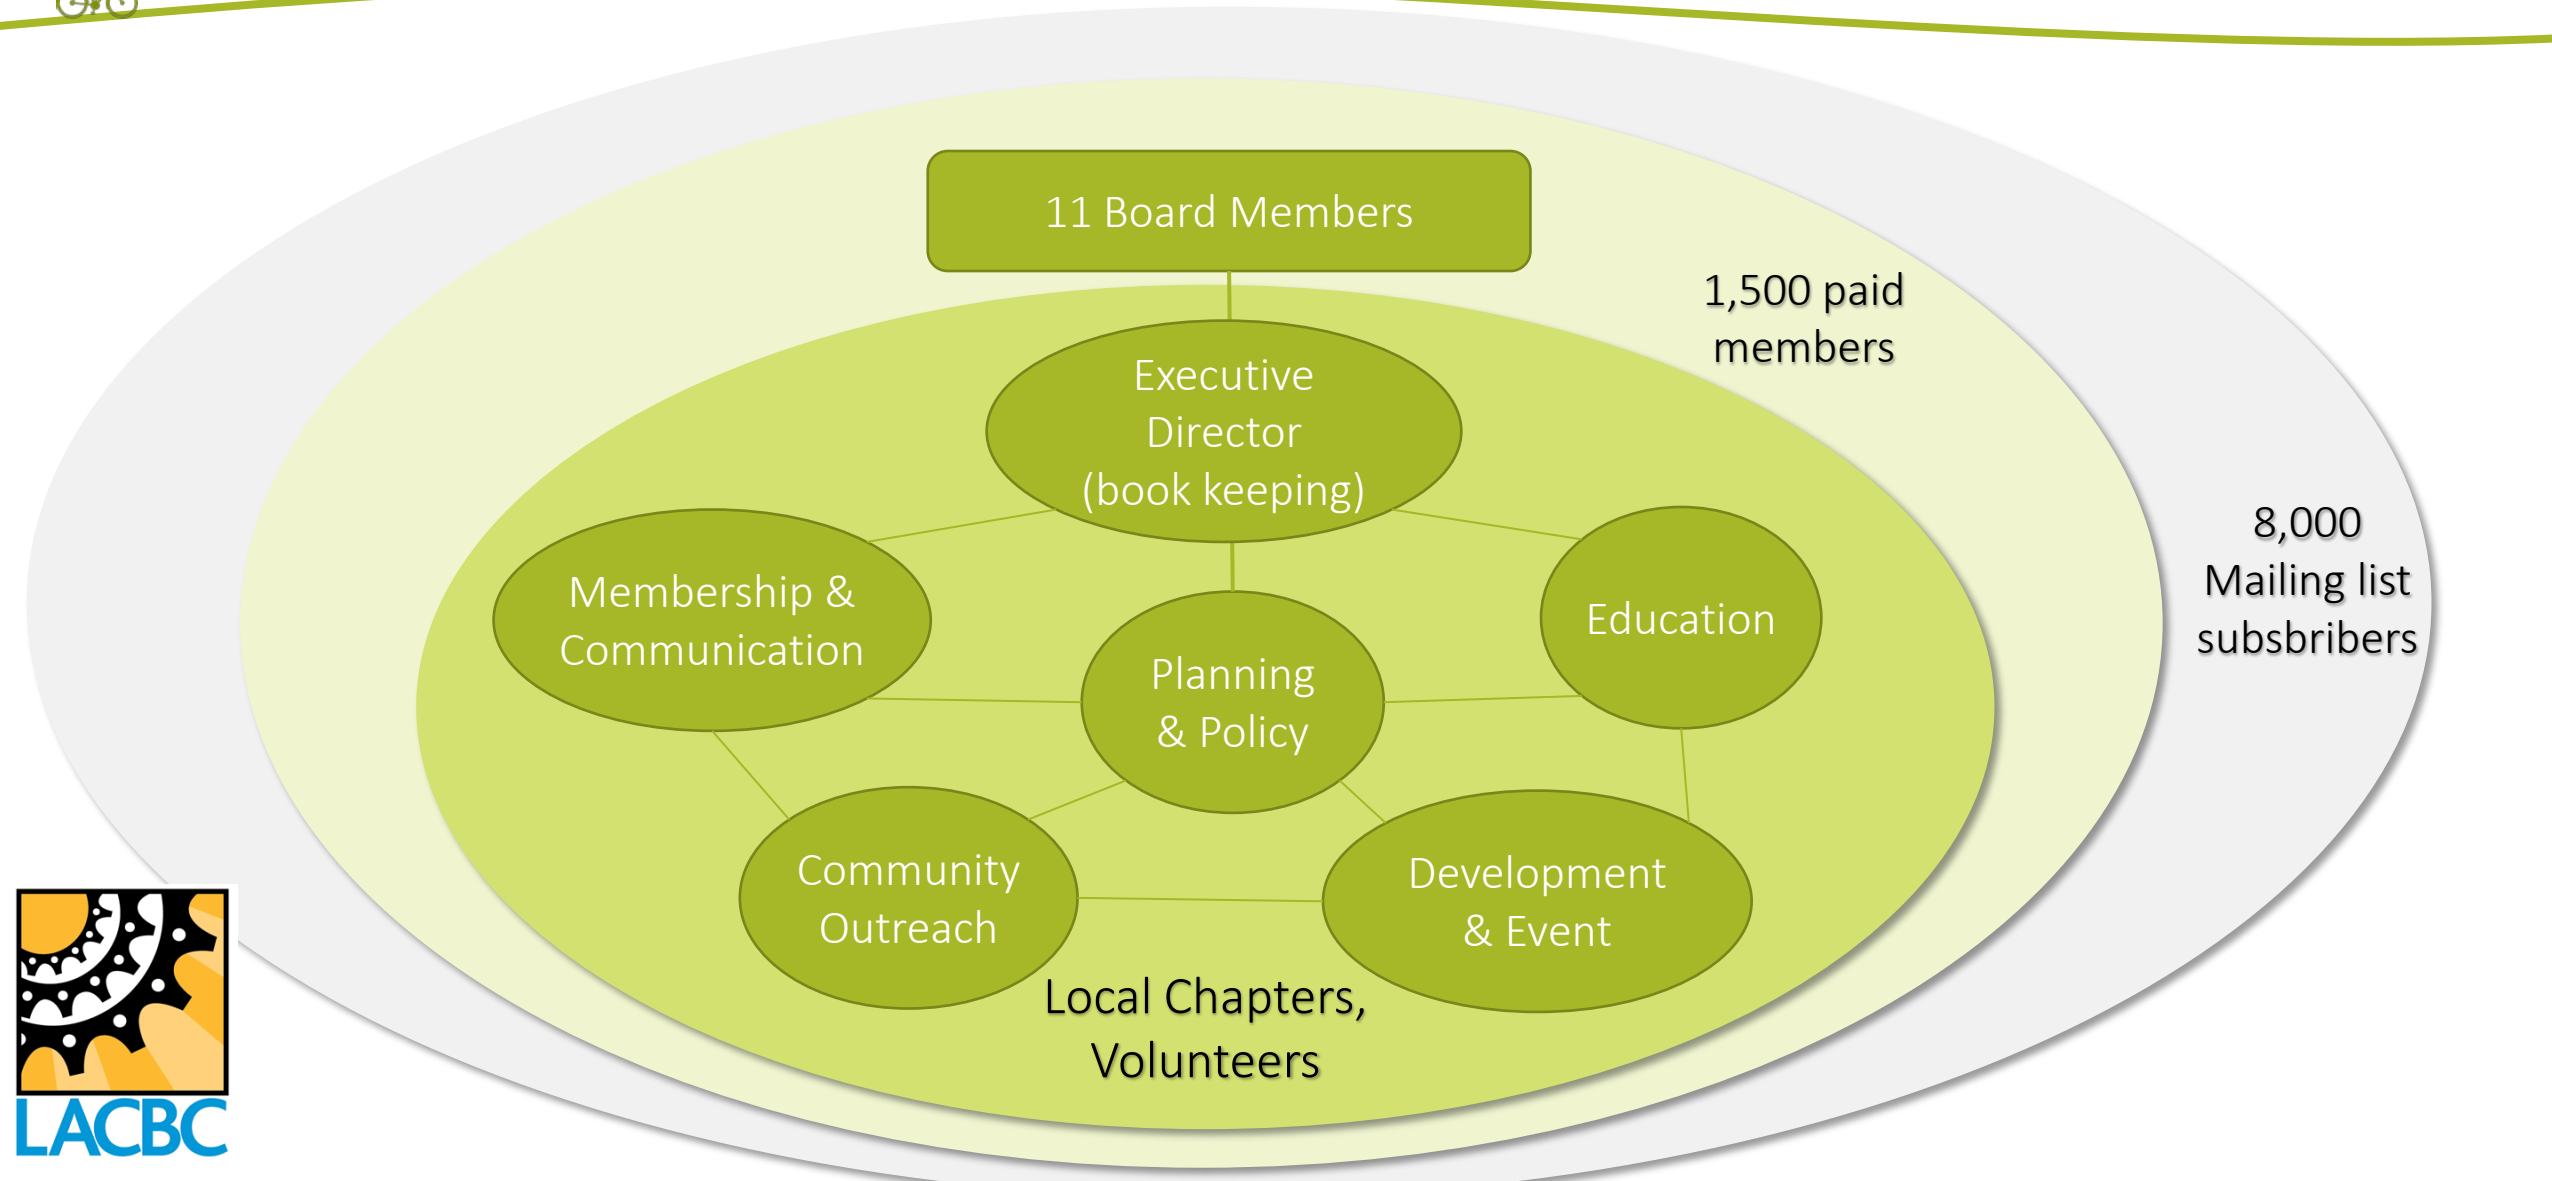 11 Board Members
1,500 paid
members
Executive
Director
(book keeping)
8,000
Mailing list
subsbribers
Membership &
Communication
Education
Planning
& Policy
Community
Outreach
Development
& Event
Local Chapters,
Volunteers
LACBC